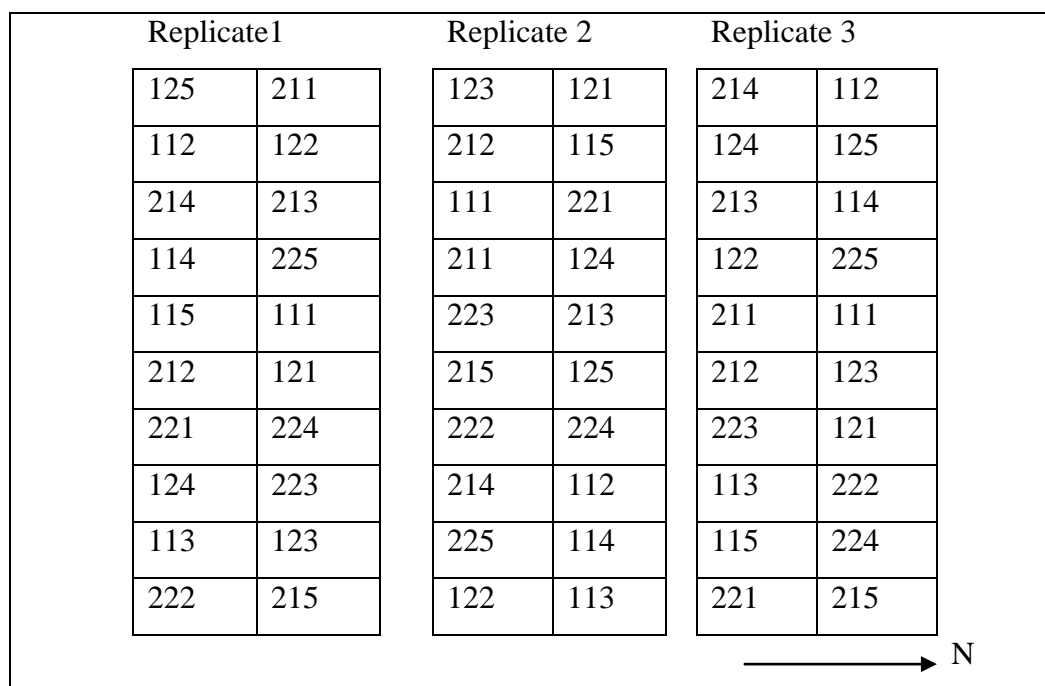 Replicate1 Replicate 2 Replicate 3
125 211 123 121 214 112
112 122 212 115 124 125
214 213 111 221 213 114
114 225 211 124 122 225
115 111 223 213 211 111
212 121 215 125 212 123
221 224 222 224 223 121
124 223 214 112 113 222
113 123 225 114 115 224
222 215 122 113 221 215
N